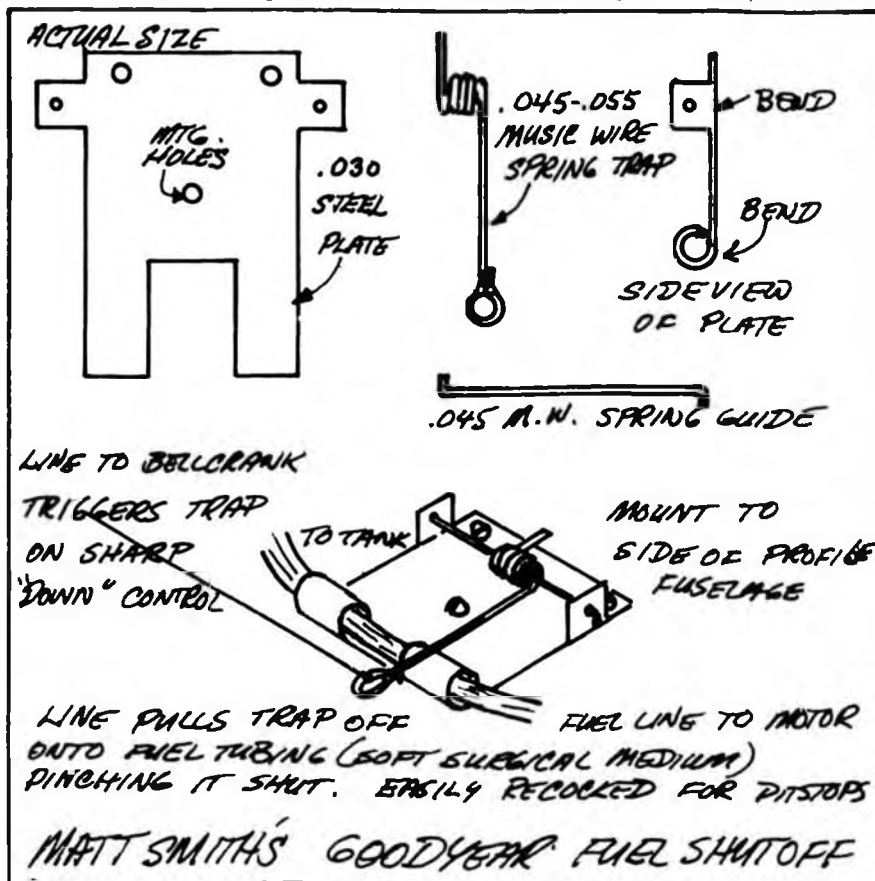 ACTUAL SIZE
MTG.
HOLES
.030
STEEL
PLATE
.045-.055
MUSIC WIRE
SPRING TRAP
BEND
BEND
SIDEVIEW
OF PLATE
.045 M.W. SPRING GUIDE
LINE TO BELLCRANK
TRIGGERS TRAP
ON SHARP
"DOWN" CONTROL
TO TANK
MOUNT TO
SIDE OF PROFILE
FUSELAGE
LINE PULLS TRAP OFF
ONTO FUEL TUBING (SOFT SURGICAL MEDIUM)
PINCHING IT SHUT. EASILY RECOCKED FOR PITSTOPS
FUEL LINE TO MOTOR
MATT SMITH'S GOODYEAR FUEL SHUTOFF